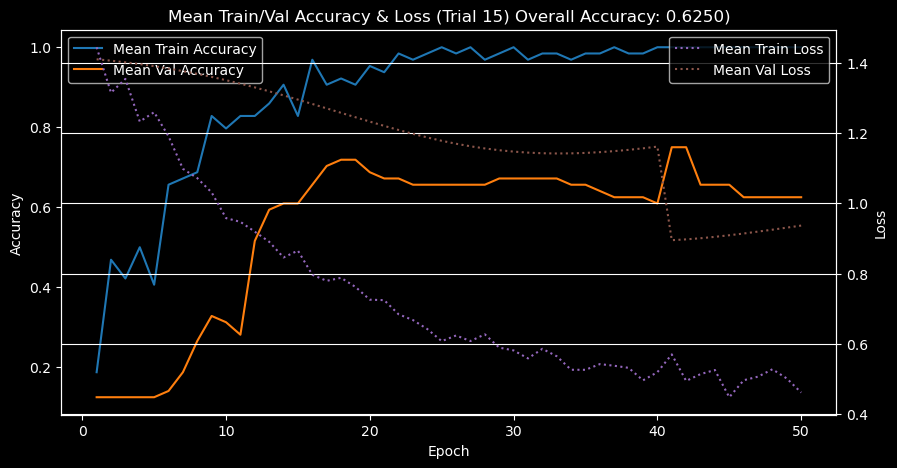 Mean Train/Val Accuracy & Loss (Trial 15) Overall Accuracy: 0.6250)
Mean Train Accuracy
Mean Val Accuracy
Mean Train Loss
Mean Val Loss
1.0
0.8
0.6
0.4
0.2
Accuracy
1.4
1.2
1.0
0.8
0.6
0.4
Loss
0
10
20
30
40
50
Epoch